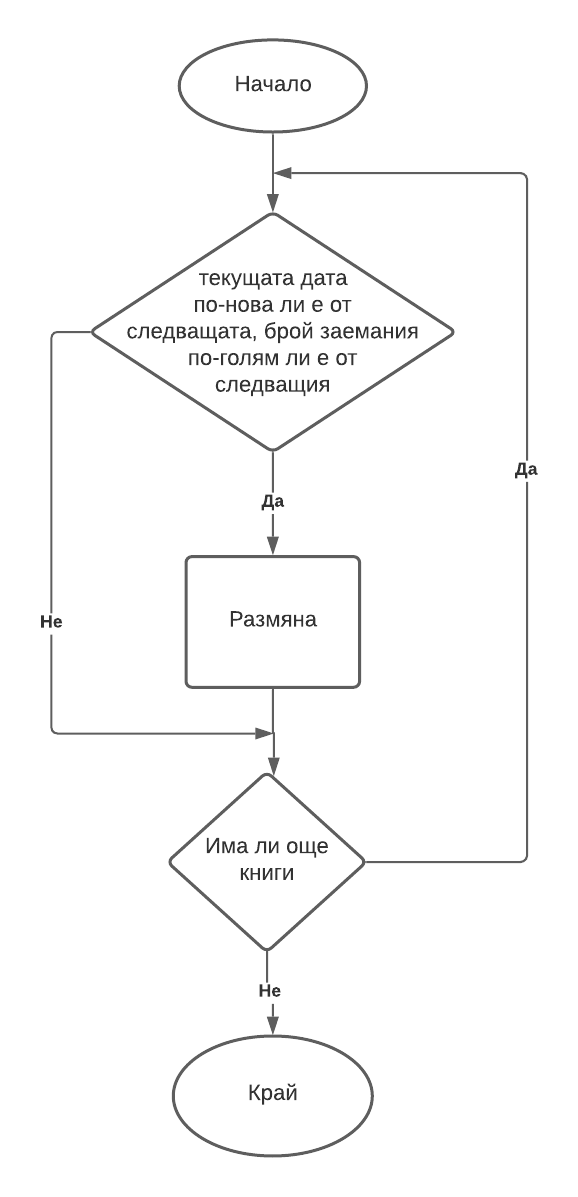 Начало
текущата дата
по-нова ли е от
следващата, брой заемания
по-голям ли е от
следващия
Да
Да
Размяна
Не
Има ли още
книги
Не
Край